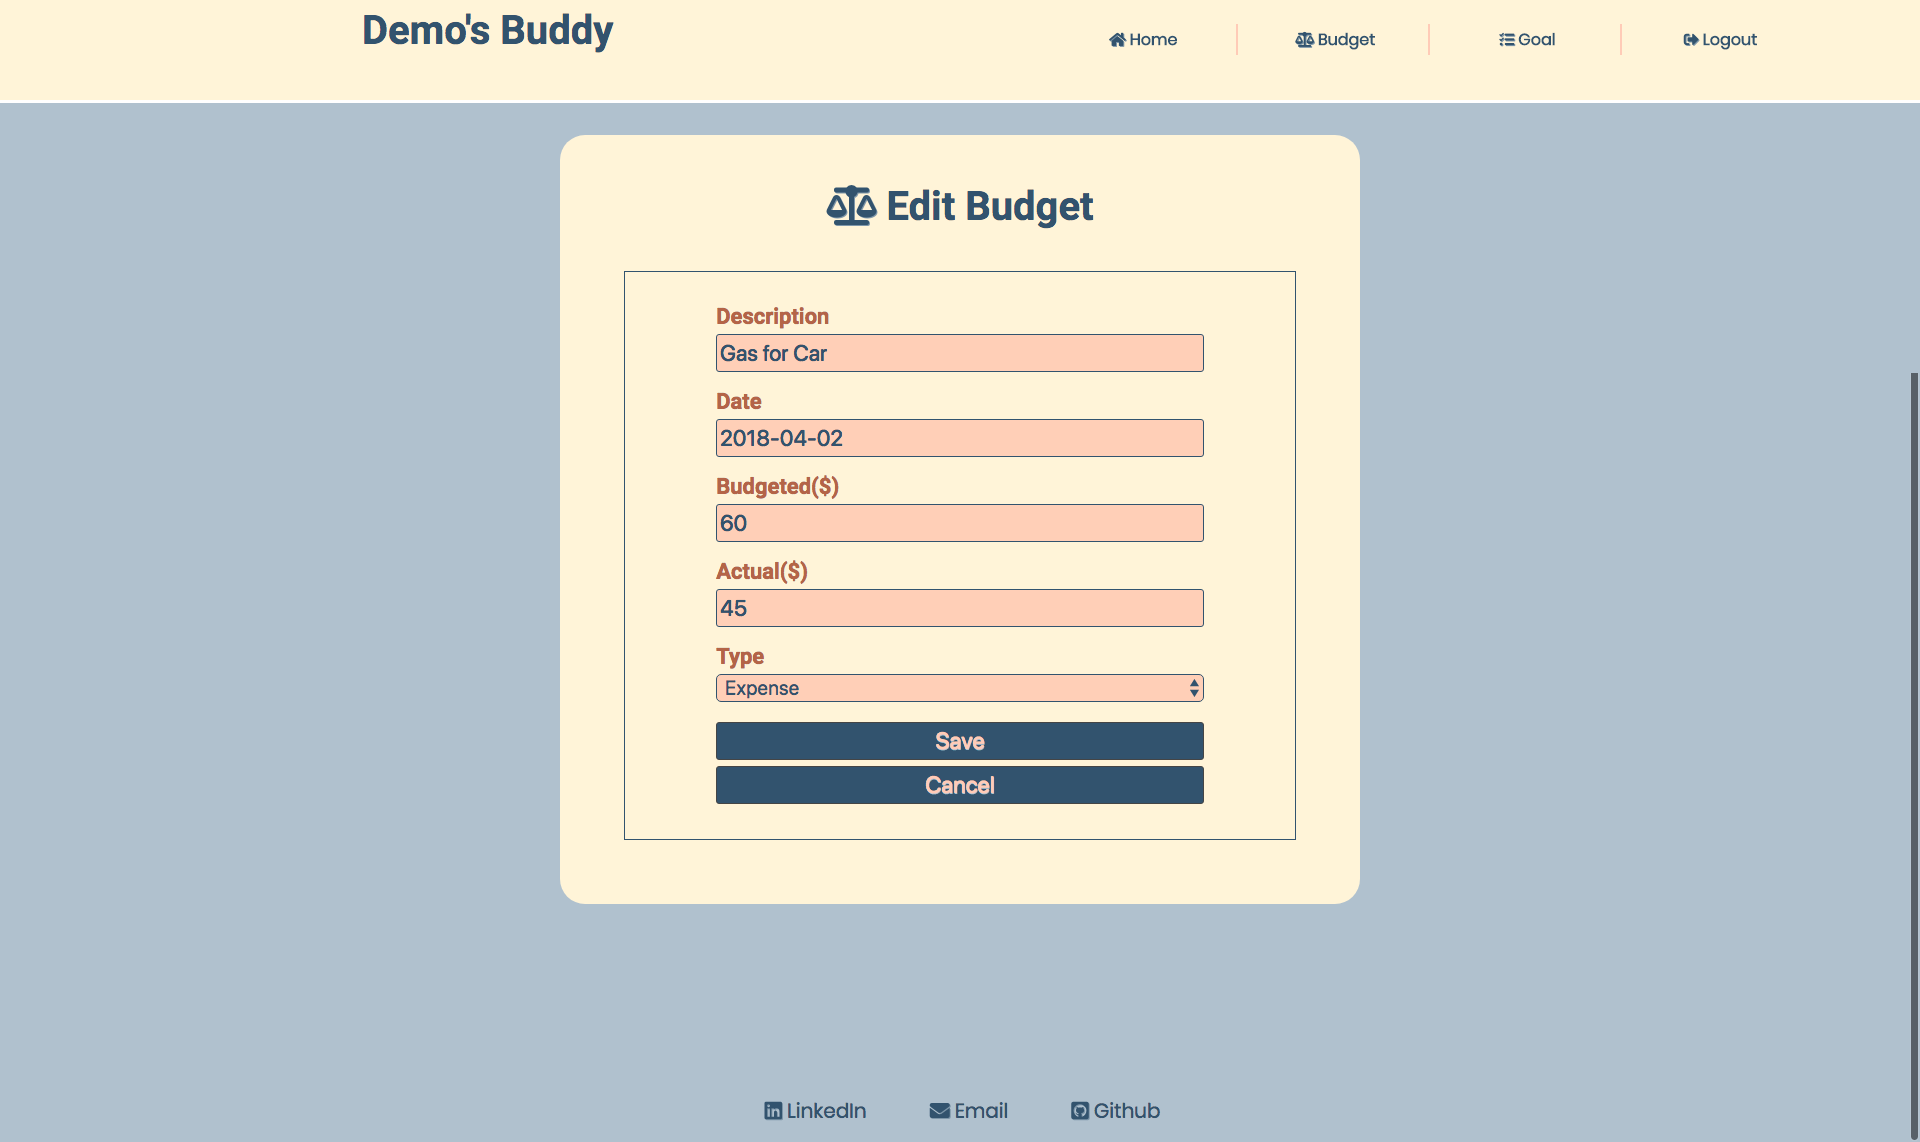 Demo's Buddy
Home
Budget
Goal
Logout
Edit Budget
Description
Gas for Car
Date
2018-04-02
Budgeted($)
60
Actual($)
45
Type
Expense
Save
Cancel
LinkedIn
Email
Github